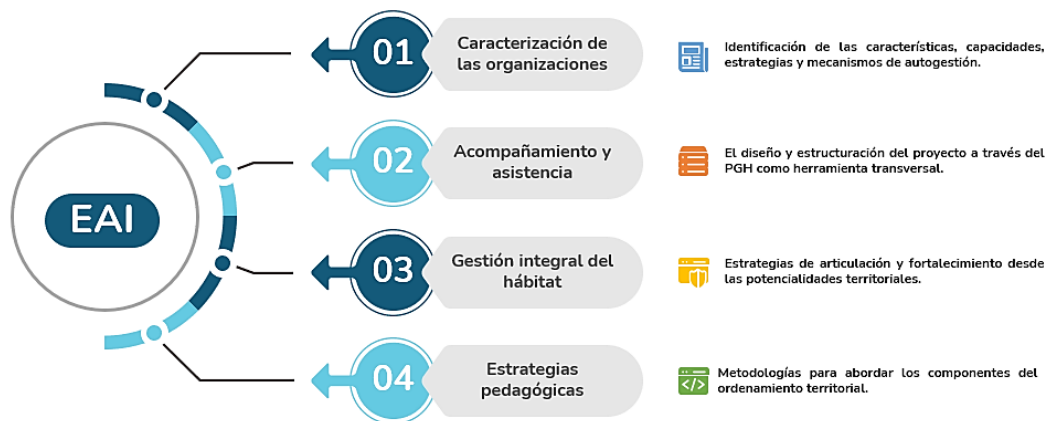 EAI
01
Caracterización de
las organizaciones
Identificación de las características, capacidades,
estrategias y mecanismos de autogestión.
02
Acompañamiento y
asistencia
El diseño y estructuración del proyecto a través del
PGH como herramienta transversal.
03
Gestión integral del
hábitat
Estrategias de articulación y fortalecimiento desde
las potencialidades territoriales.
04
Estrategias
pedagógicas
Metodologías para abordar los componentes del
ordenamiento territorial.